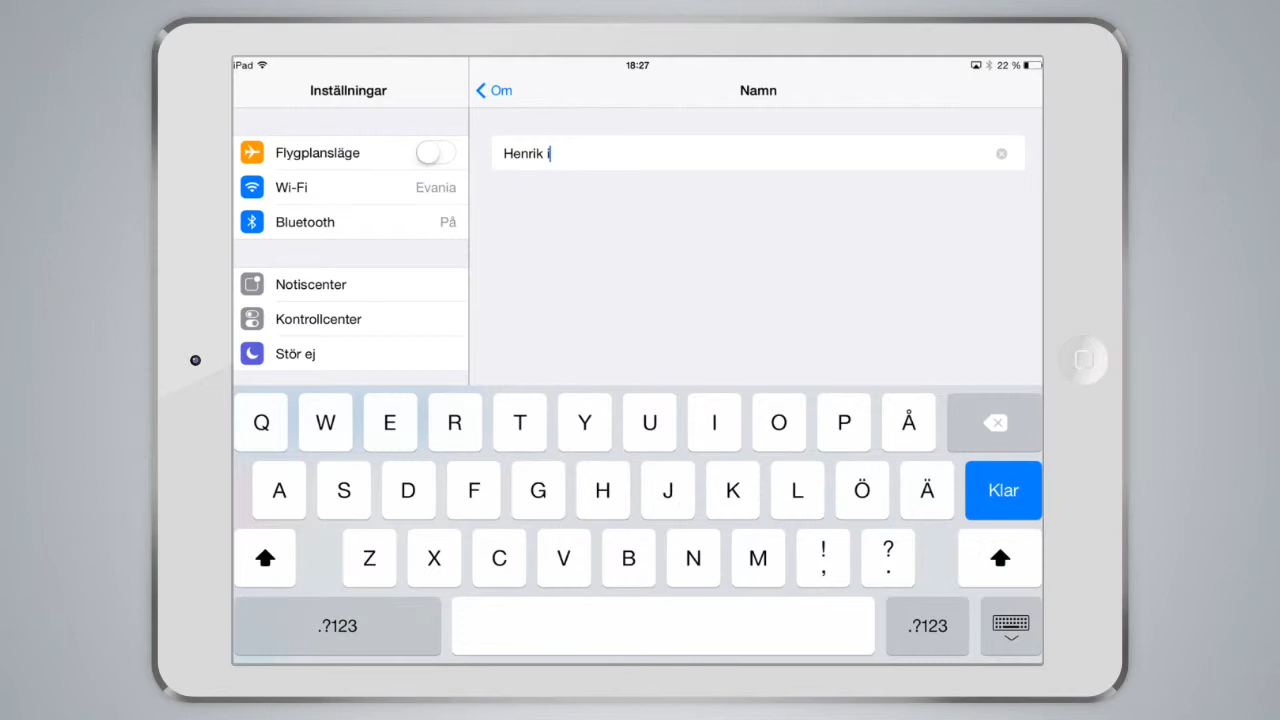 iPad 18:27 22 %
Inställningar
Om Namn
Flygplansläge
Wi-Fi Evania
Bluetooth På
Notiscenter
Kontrollcenter
Stör ej
Henrik i
Q W E R T Y U I O P Å
A S D F G H J K L Ö Ä Klar
Z X C V B N M ! , ? .
.?123 .?123